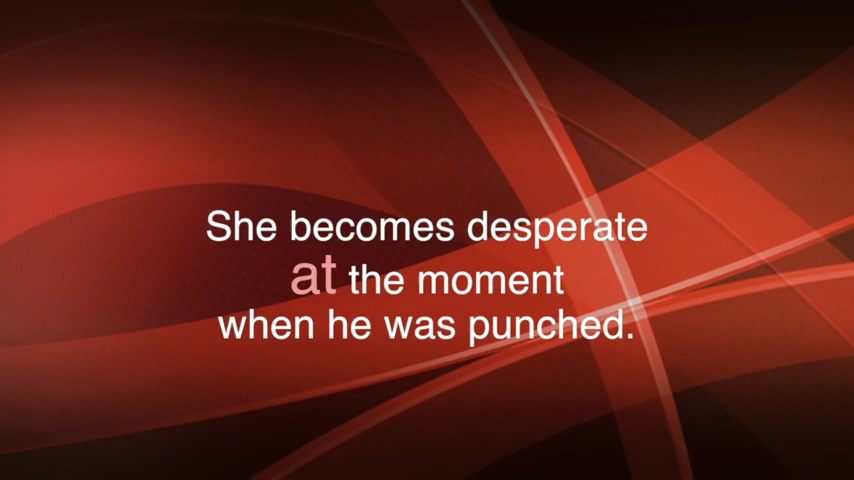 She becomes desperate
at the moment
when he was punched.